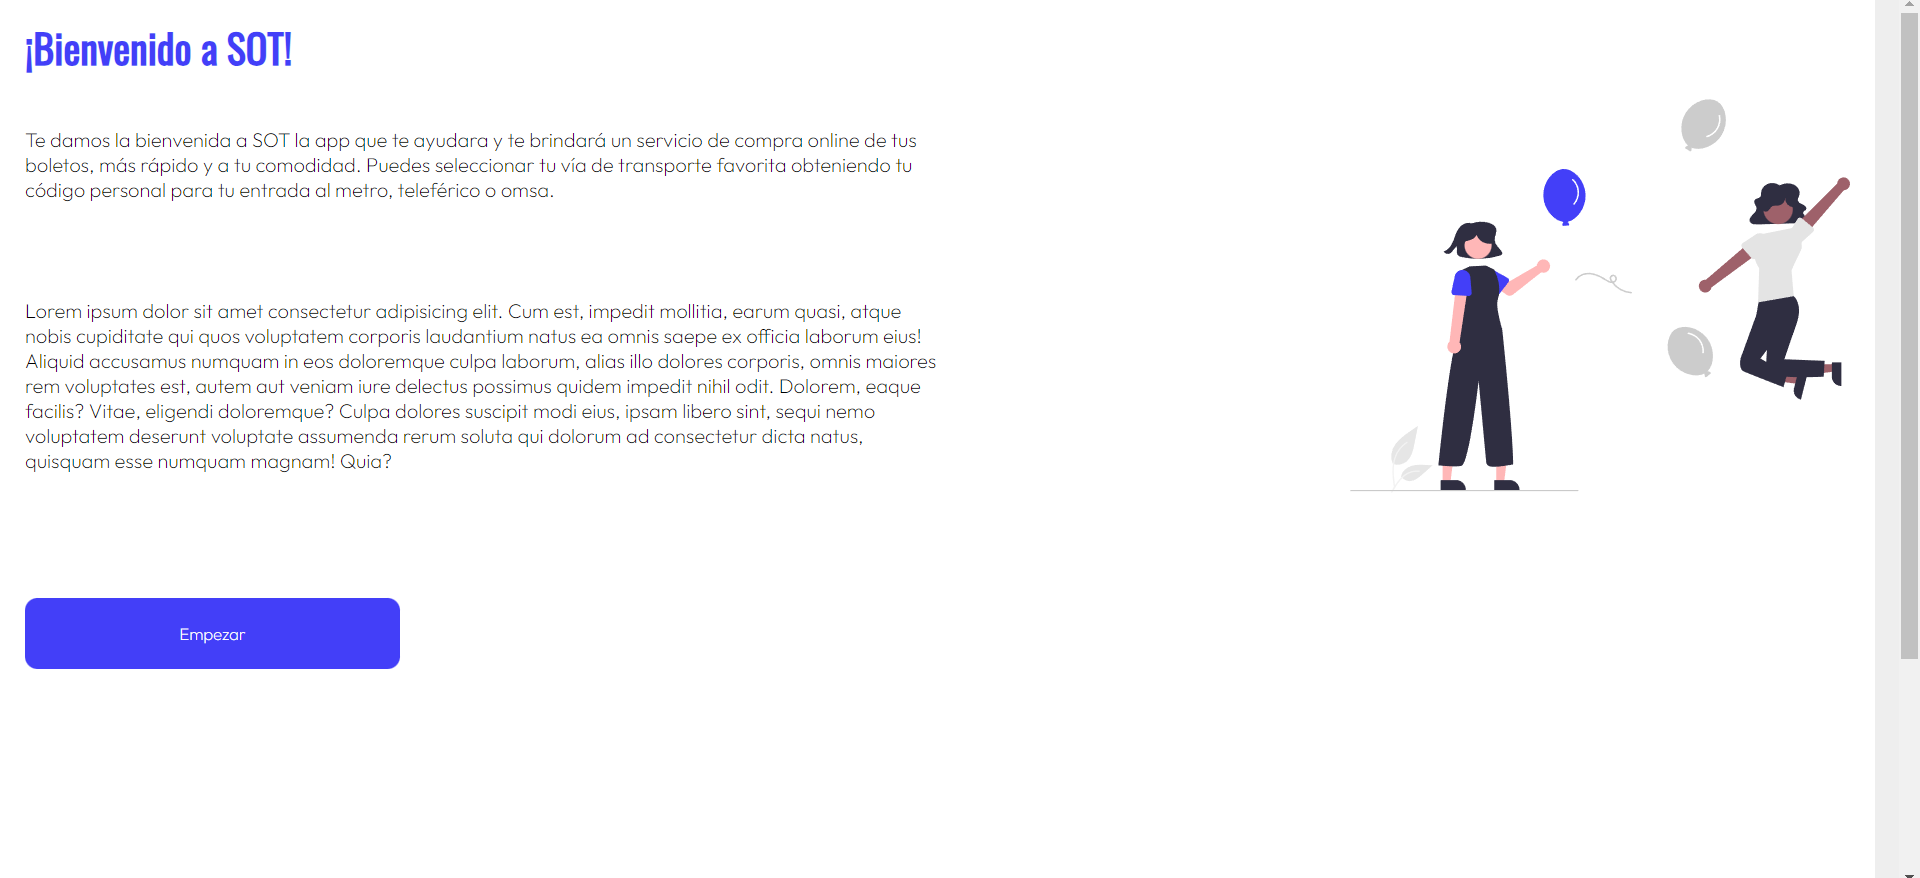 ¡Bienvenido a SOT!
Te damos la bienvenida a SOT la app que te ayudara y te brindará un servicio de compra online de tus
boletos, más rápido y a tu comodidad. Puedes seleccionar tu vía de transporte favorita obteniendo tu
código personal para tu entrada al metro, teleférico o omsa.
Lorem ipsum dolor sit amet consectetur adipisicing elit. Cum est, impedit mollitia, earum quasi, atque
nobis cupiditate qui quos voluptatem corporis laudantium natus ea omnis saepe ex officia laborum eius!
Aliquid accusamus numquam in eos doloremque culpa laborum, alias illo dolores corporis, omnis maiores
rem voluptates est, autem aut veniam iure delectus possimus quidem impedit nihil odit. Dolorem, eaque
facilis? Vitae, eligendi doloremque? Culpa dolores suscipit modi eius, ipsam libero sint, sequi nemo
voluptatem deserunt voluptate assumenda rerum soluta qui dolorum ad consectetur dicta natus,
quisquam esse numquam magnam! Quia?
Empezar